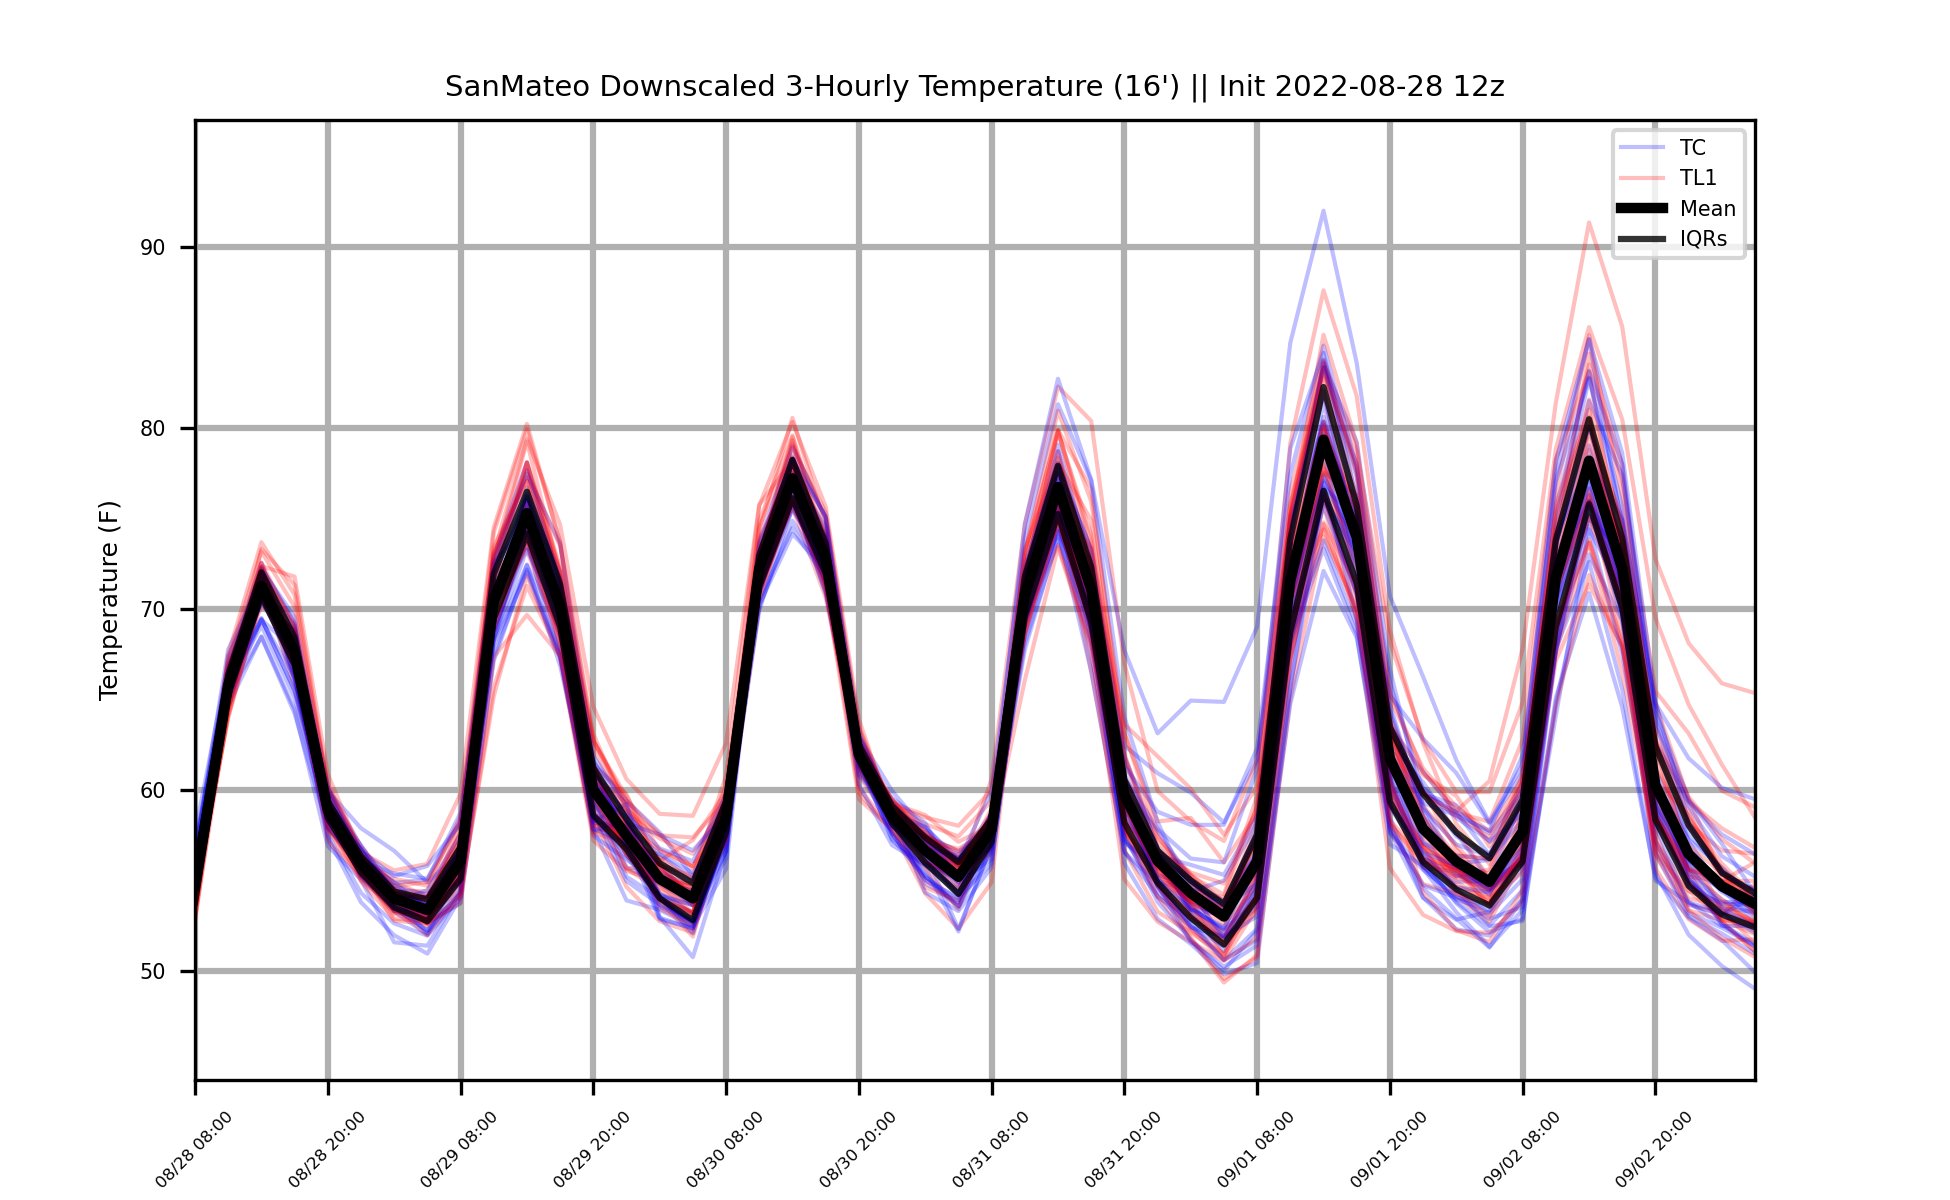 SanMateo Downscaled 3-Hourly Temperature (16') || Init 2022-08-28 12z
TC
TL1
Mean
IQRs
Temperature (F)
90
80
70
60
50
08/28 08:00
08/28 20:00
08/29 08:00
08/29 20:00
08/30 08:00
08/30 20:00
08/31 08:00
08/31 20:00
09/01 08:00
09/01 20:00
09/02 08:00
09/02 20:00